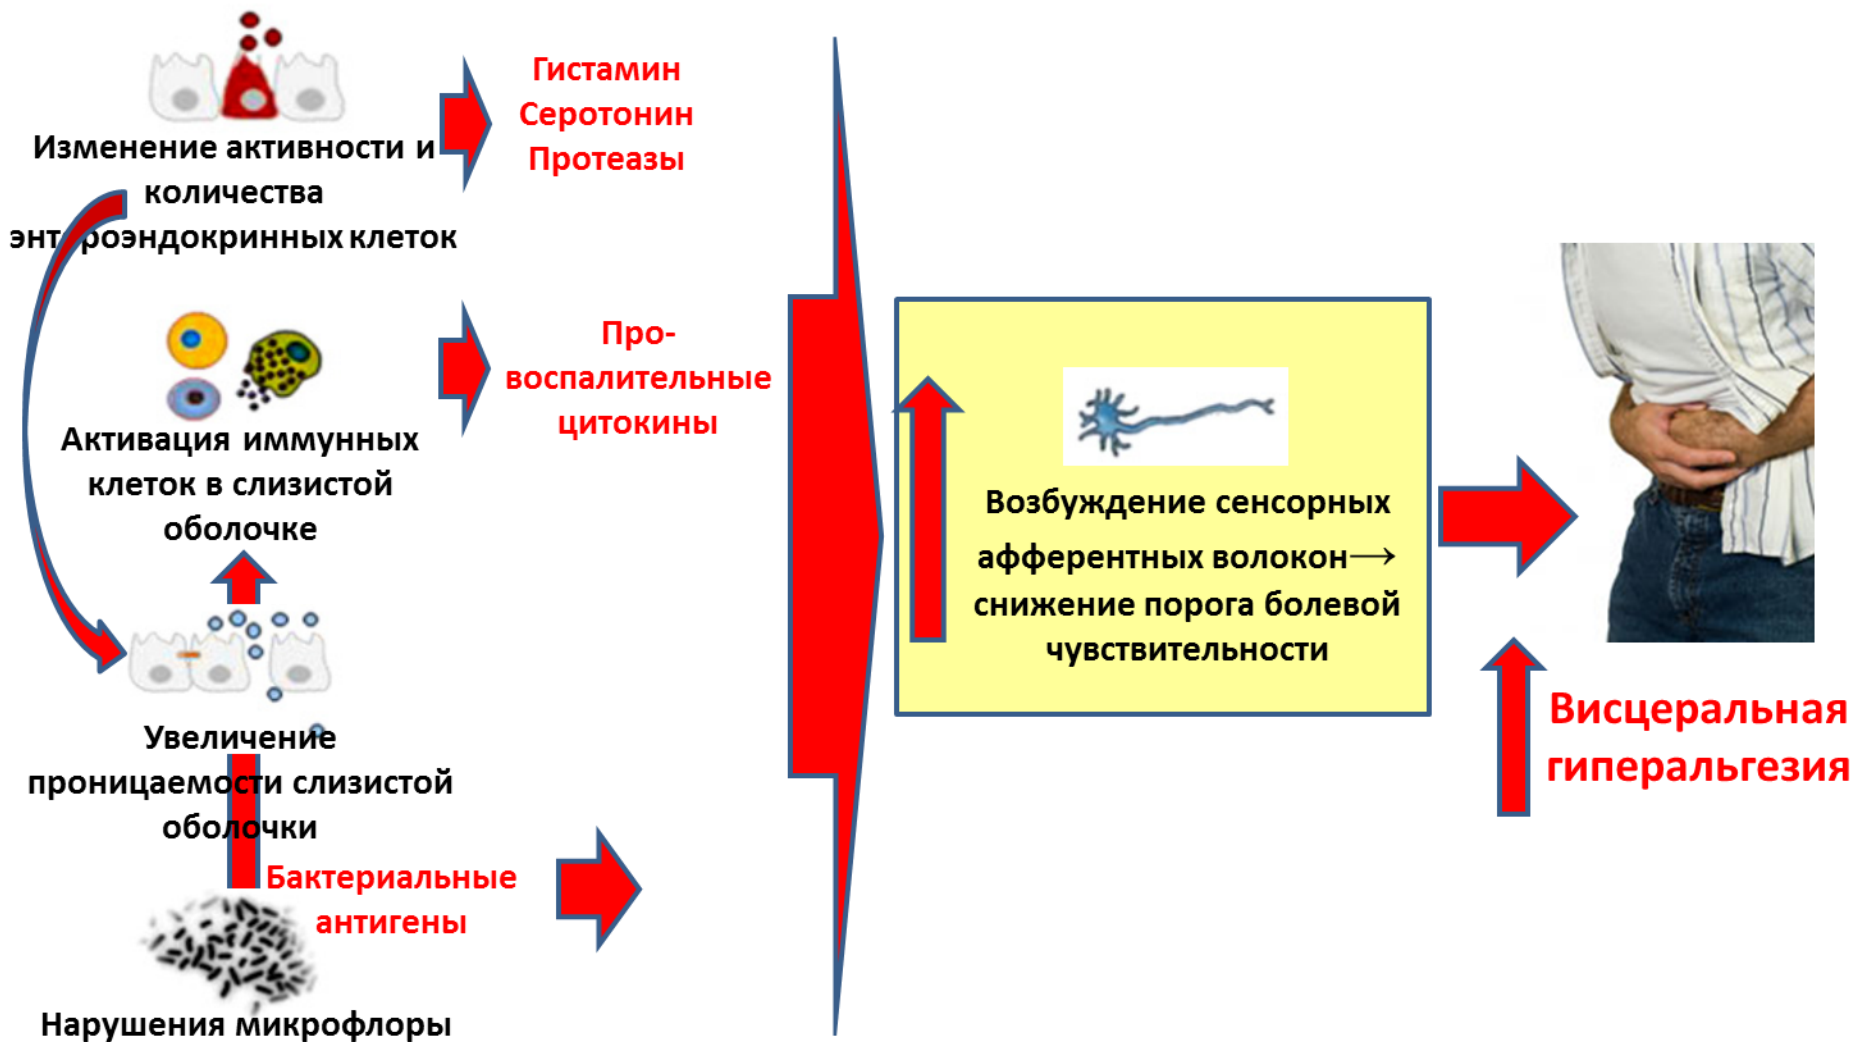 Гистамин
Серотонин
Протеазы
Изменение активности и
количества
энтероэндокринных клеток
Про-
воспалительные
цитокины
Активация иммунных
клеток в слизистой
оболочке
Возбуждение сенсорных
афферентных волокон→
снижение порога болевой
чувствительности
Увеличение
проницаемости слизистой
оболочки
Висцеральная
гиперальгезия
Бактериальные
антигены
Нарушения микрофлоры